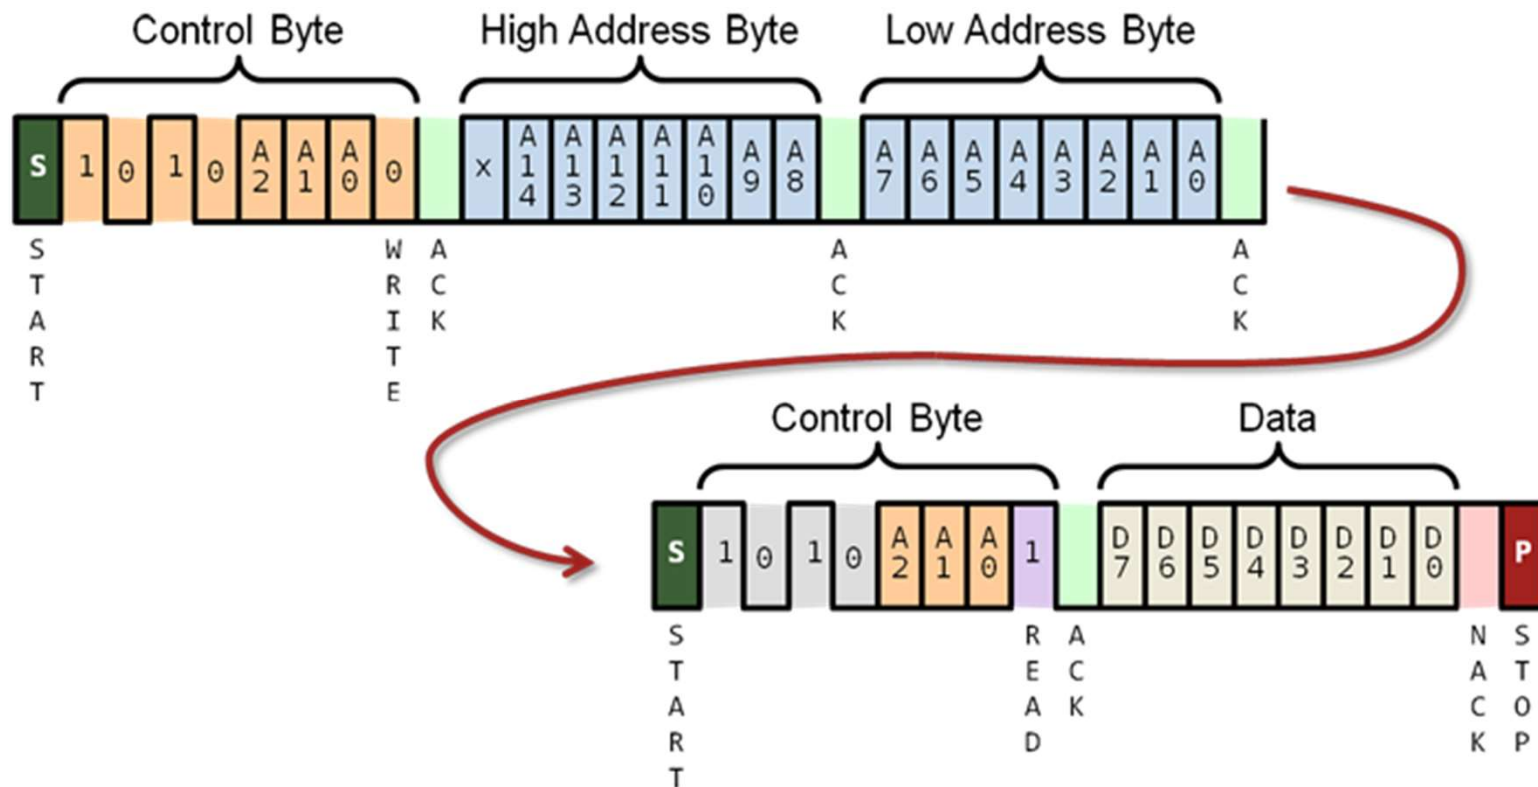 Control Byte High Address Byte Low Address Byte
S 1 0 1 0 A2 A1 A0 0 x A14 A13 A12 A11 A10 A9 A8 A7 A6 A5 A4 A3 A2 A1 A0
START WRITE ACK ACK ACK
Control Byte Data
S 1 0 1 0 A2 A1 A0 1 D7 D6 D5 D4 D3 D2 D1 D0 P
START READ ACK NACK STOP